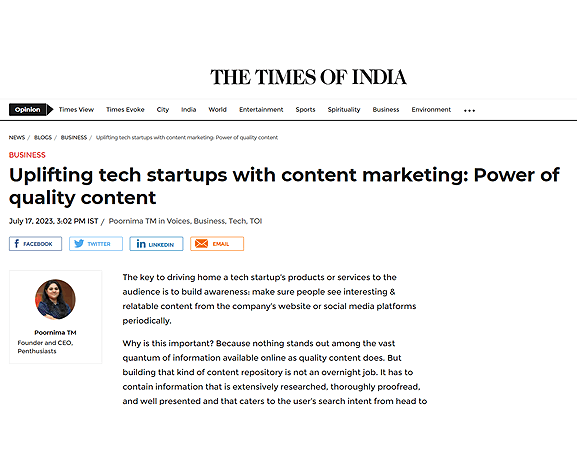 THE TIMES OF INDIA
Opinion Times View Times Evoke City India World Entertainment Sports Spirituality Business Environment •••
NEWS / BLOGS / BUSINESS / Uplifting tech startups with content marketing: Power of quality content
BUSINESS
Uplifting tech startups with content marketing: Power of
quality content
July 17, 2023, 3:02 PM IST / Poornima TM in Voices, Business, Tech, TOI
FACEBOOK TWITTER LINKEDIN EMAIL
Poornima TM
Founder and CEO,
Penthusiasts
The key to driving home a tech startup's products or services to the
audience is to build awareness: make sure people see interesting &
relatable content from the company's website or social media platforms
periodically.
Why is this important? Because nothing stands out among the vast
quantum of information available online as quality content does. But
building that kind of content repository is not an overnight job. It has to
contain information that is extensively researched, thoroughly proofread,
and well presented and that caters to the user's search intent from head to